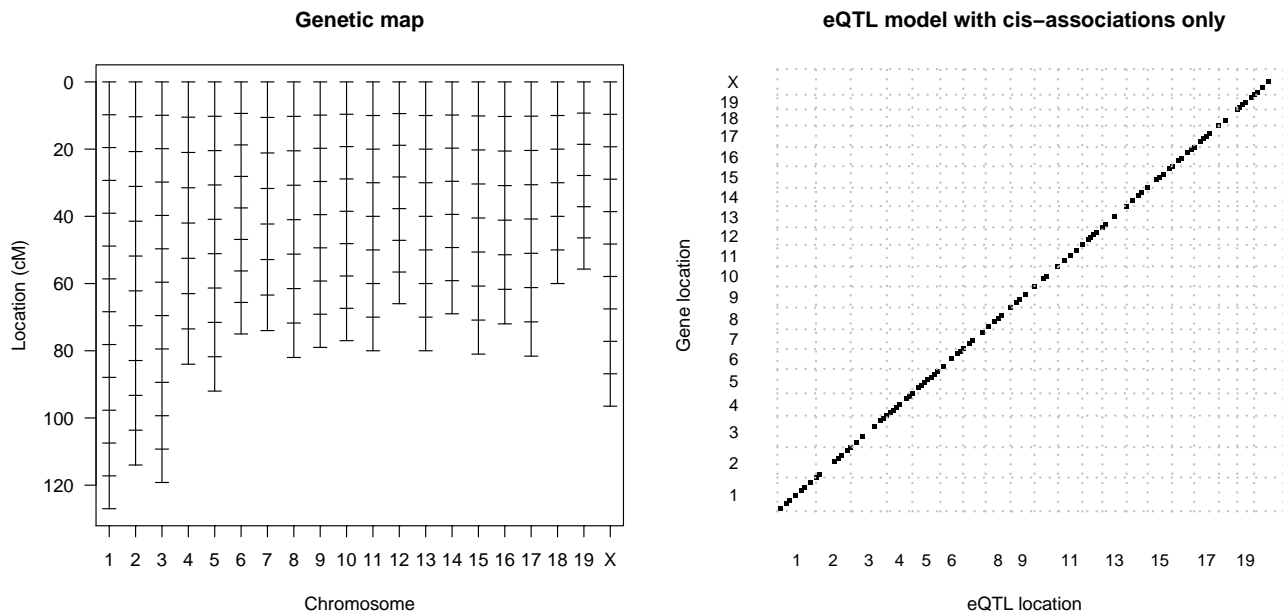 Genetic map
Location (cM)
0
20
40
60
80
100
120
1 2 3 4 5 6 7 8 9 10 11 12 13 14 15 16 17 18 19 X
Chromosome
eQTL model with cis−associations only
Gene location
X
19
18
17
16
15
14
13
12
11
10
9
8
7
6
5
4
3
2
1
1 2 3 4 5 6 8 9 11 13 15 17 19
eQTL location